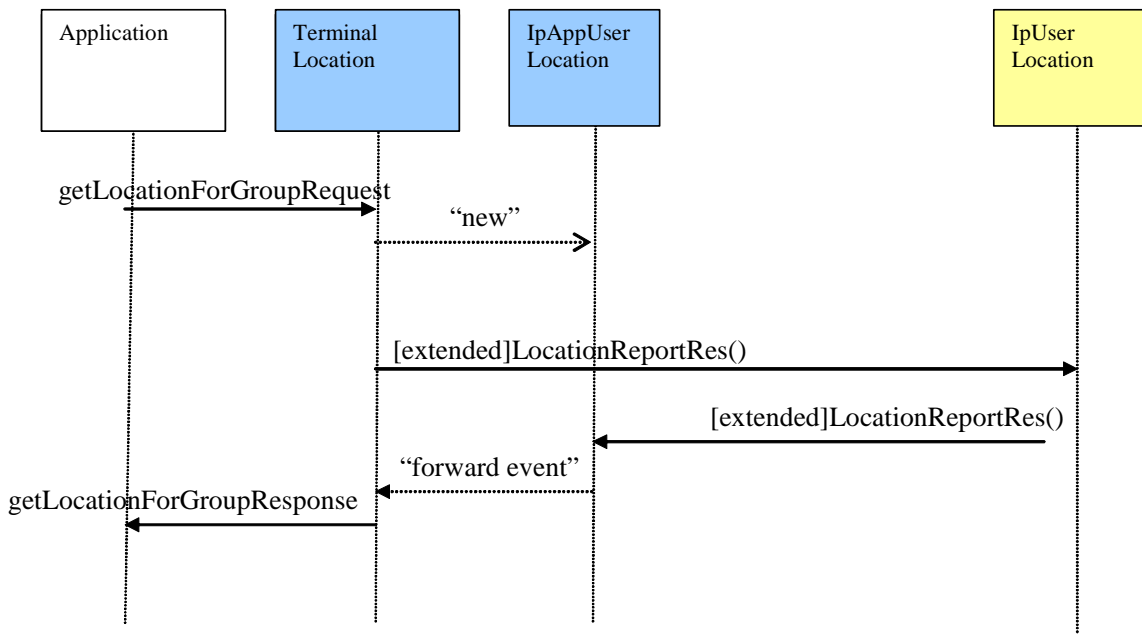 Application
Terminal
Location
IpAppUser
Location
IpUser
Location
getLocationForGroupRequest
“new”
[extended]LocationReportRes()
[extended]LocationReportRes()
“forward event”
getLocationForGroupResponse